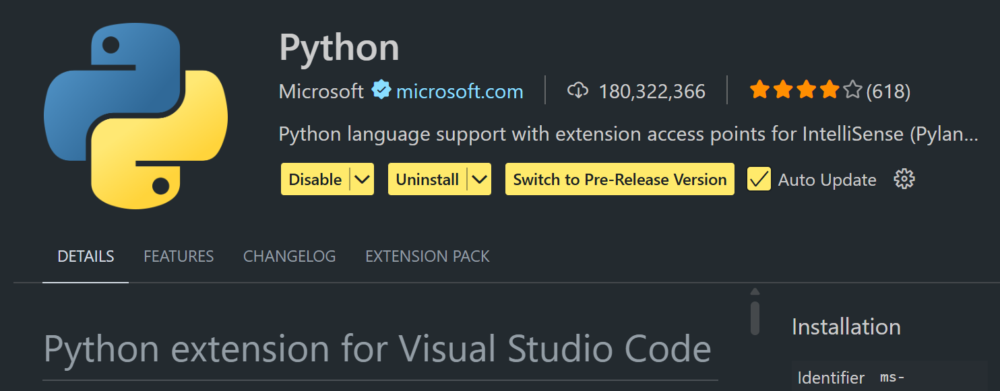 Python
Microsoft microsoft.com 180,322,366 (618)
Python language support with extension access points for IntelliSense (Pylan...
Disable Uninstall Switch to Pre-Release Version Auto Update
DETAILS FEATURES CHANGELOG EXTENSION PACK
Python extension for Visual Studio Code
Installation
Identifier ms-